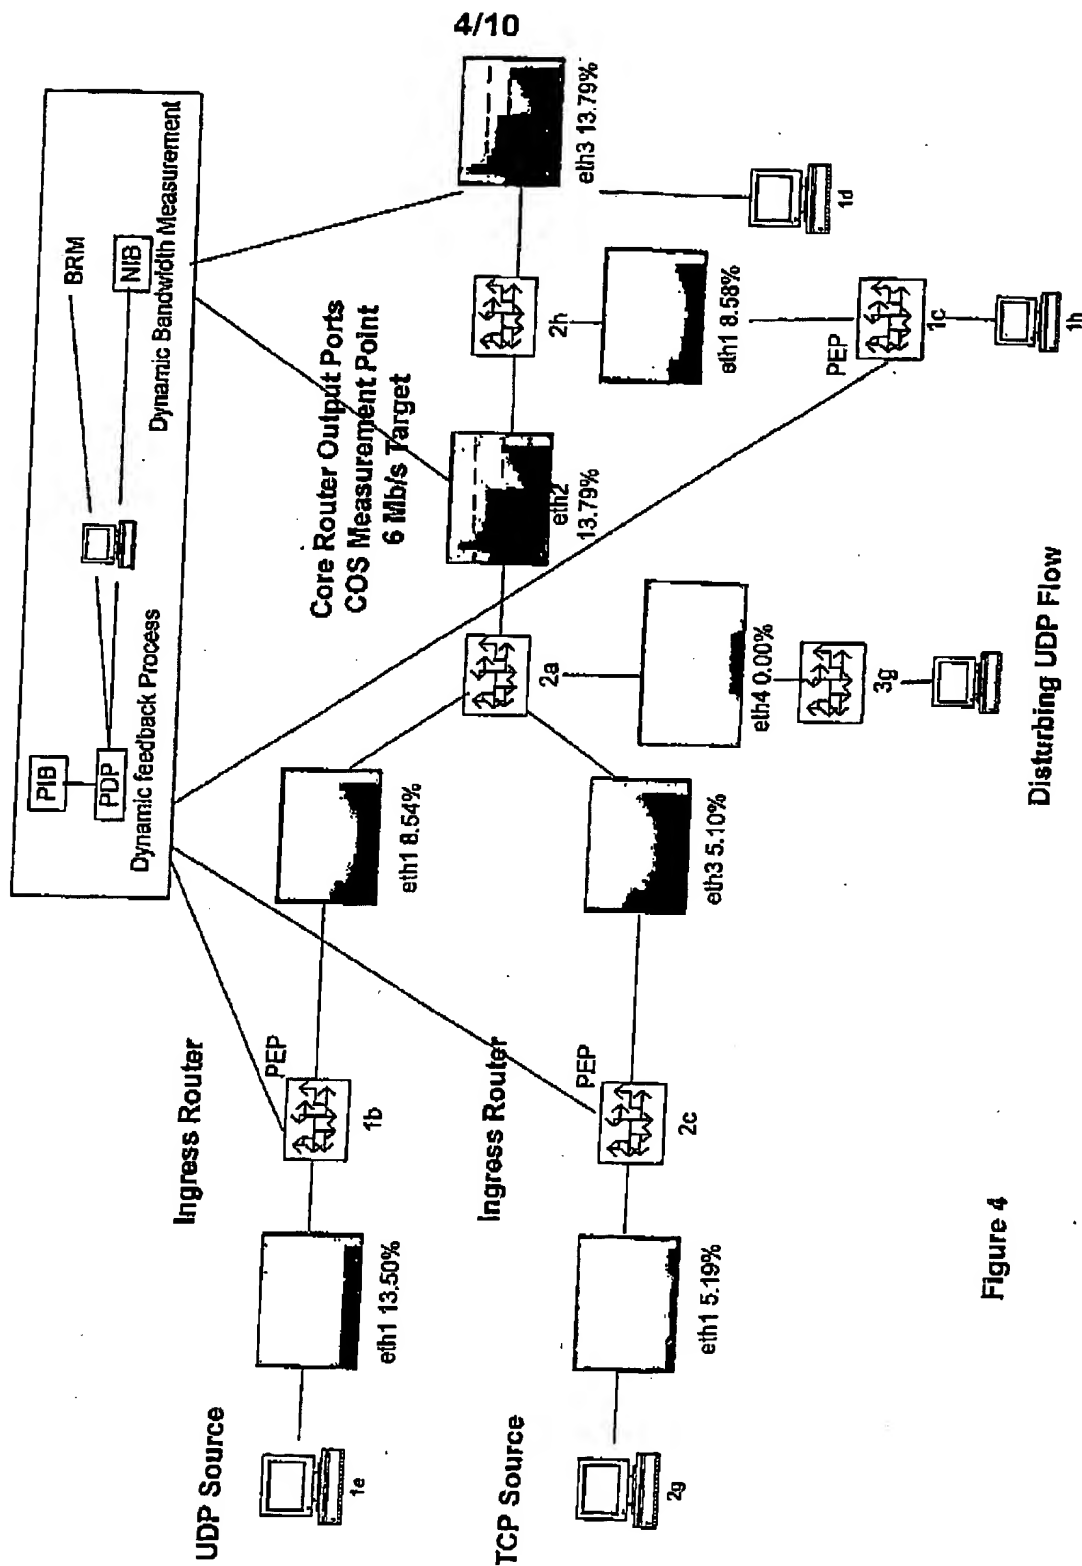 4/10
PIB
PDP
BRM
NIB
Dynamic feedback Process
Dynamic Bandwidth Measurement
Core Router Output Ports
COS Measurement Point
6 Mb/s Target
UDP Source
1e
eth1 13.50%
Ingress Router
PEP
1b
eth1 8.54%
2a
eth2
13.79%
2h
eth3 13.79%
1d
eth1 8.58%
PEP
1c
1h
TCP Source
2g
eth1 5.19%
Ingress Router
PEP
2c
eth3 5.10%
eth4 0.00%
3g
Disturbing UDP Flow
Figure 4